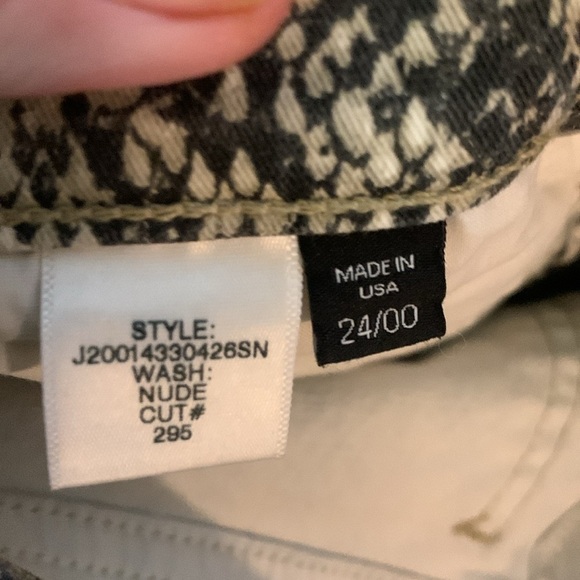 STYLE:
J20014330426SN
WASH:
NUDE
CUT#
295
MADE IN
USA
24/00